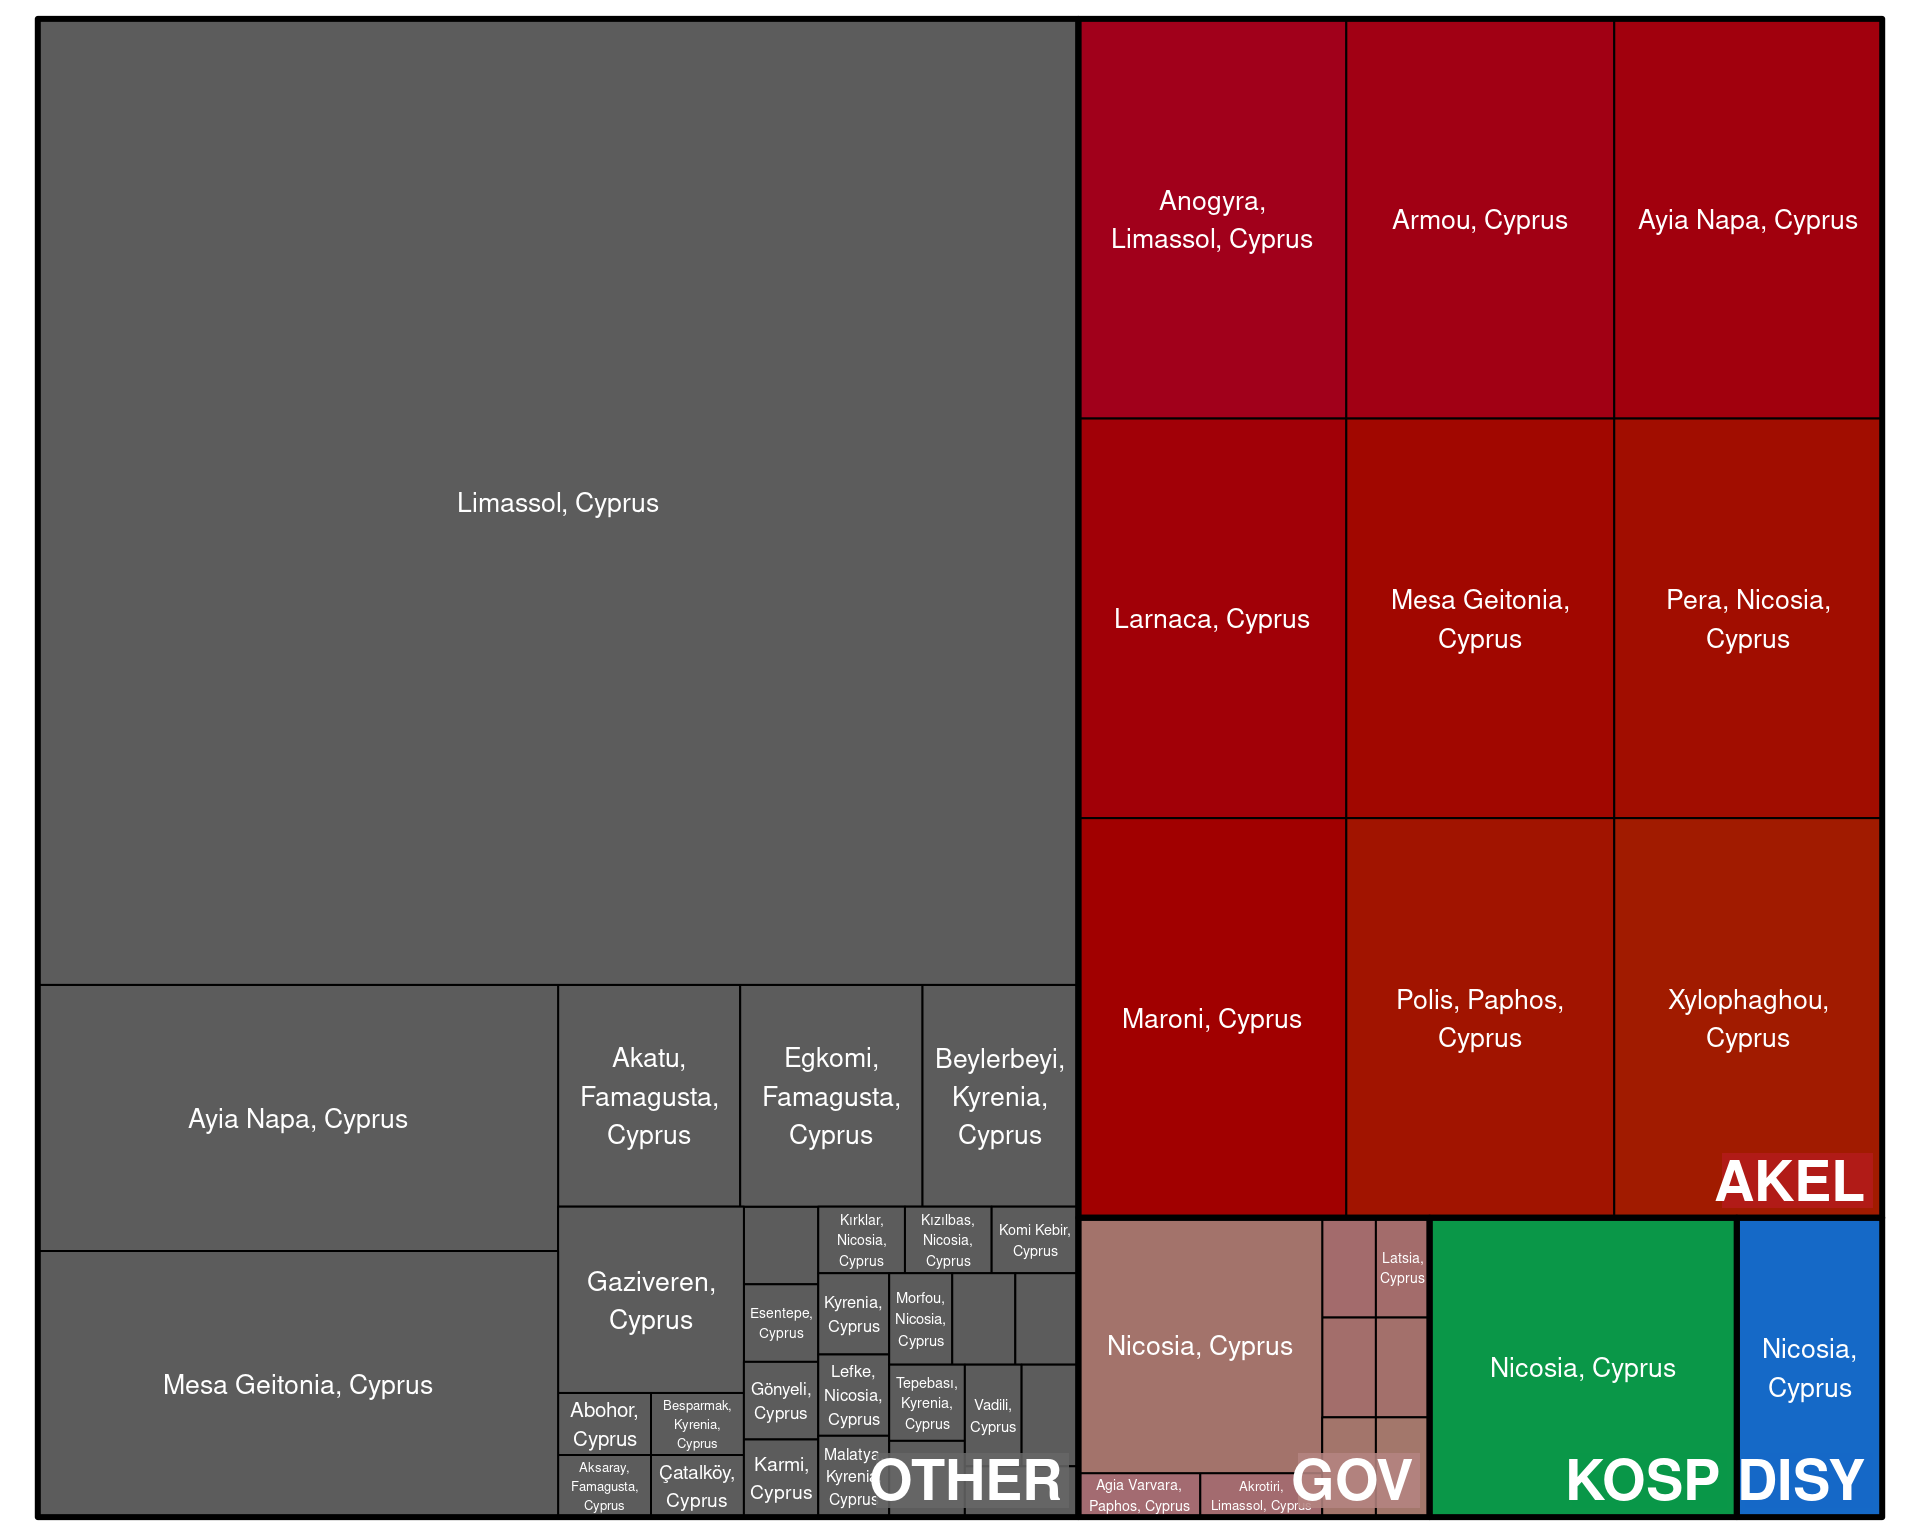 Limassol, Cyprus
Ayia Napa, Cyprus
Mesa Geitonia, Cyprus
Akatu,
Famagusta,
Cyprus
Egkomi,
Famagusta,
Cyprus
Beylerbeyi,
Kyrenia,
Cyprus
Gaziveren,
Cyprus
Abohor,
Cyprus
Besparmak,
Kyrenia,
Cyprus
Aksaray,
Famagusta,
Cyprus
Çatalköy,
Cyprus
Esentepe,
Cyprus
Gönyeli,
Cyprus
Karmi,
Cyprus
Kırklar,
Nicosia,
Cyprus
Kızılbas,
Nicosia,
Cyprus
Komi Kebir,
Cyprus
Kyrenia,
Cyprus
Lefke,
Nicosia,
Cyprus
Malatya
Kyrenia
Cyprus
Morfou,
Nicosia,
Cyprus
Tepebası,
Kyrenia,
Cyprus
Vadili,
Cyprus
OTHER
Anogyra,
Limassol, Cyprus
Armou, Cyprus
Ayia Napa, Cyprus
Larnaca, Cyprus
Mesa Geitonia,
Cyprus
Pera, Nicosia,
Cyprus
Maroni, Cyprus
Polis, Paphos,
Cyprus
Xylophaghou,
Cyprus
AKEL
Nicosia, Cyprus
Latsia,
Cyprus
Agia Varvara,
Paphos, Cyprus
Akrotiri,
Limassol, Cyprus
GOV
Nicosia, Cyprus
KOSP
Nicosia,
Cyprus
DISY